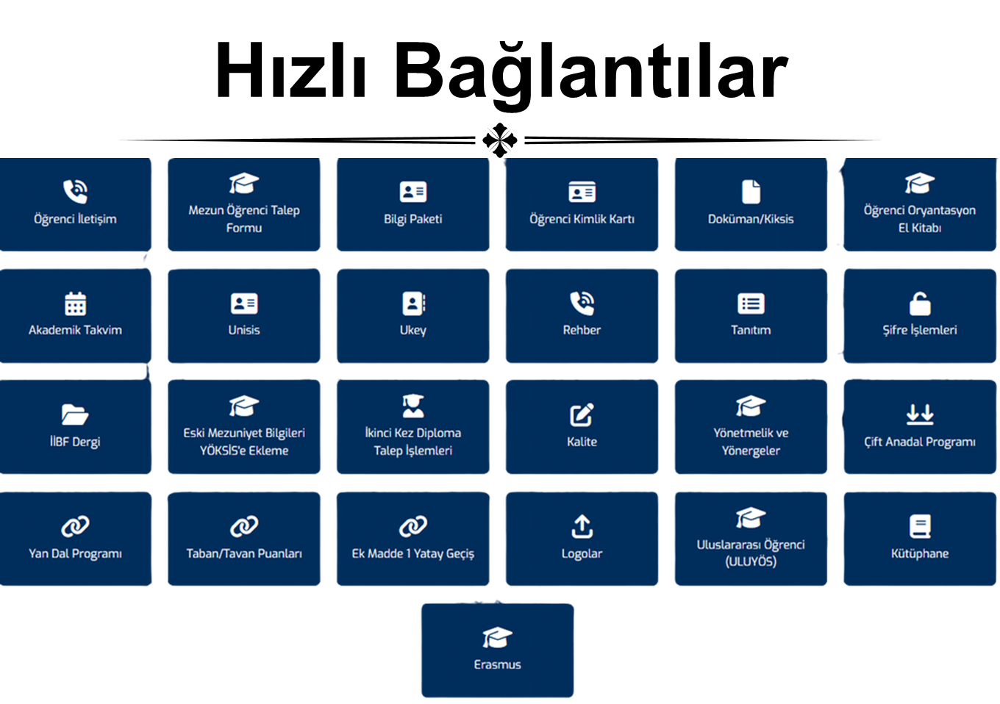 Hızlı Bağlantılar
Öğrenci İletişim
Mezun Öğrenci Talep
Formu
Bilgi Paketi
Öğrenci Kimlik Kartı
Doküman/Kiksis
Öğrenci Oryantasyon
El Kitabı
Akademik Takvim
Unisis
Ukey
Rehber
Tanıtım
Şifre İşlemleri
İİBF Dergi
Eski Mezuniyet Bilgileri
YÖKSİS'e Ekleme
İkinci Kez Diploma
Talep İşlemleri
Kalite
Yönetmelik ve
Yönergeler
Çift Anadal Programı
Yan Dal Programı
Taban/Tavan Puanları
Ek Madde 1 Yatay Geçiş
Logolar
Uluslararası Öğrenci
(ULUYÖS)
Kütüphane
Erasmus